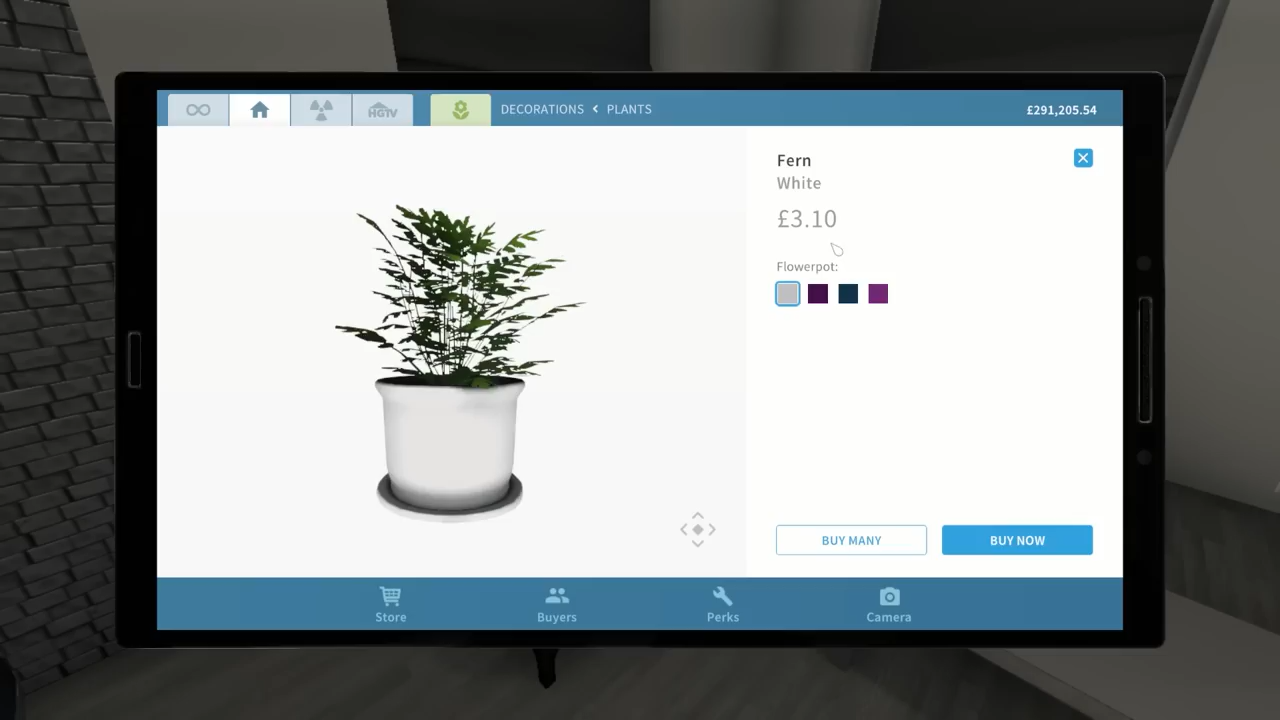 HGTV
DECORATIONS < PLANTS
£291,205.54
Fern
White
£3.10
Flowerpot:
BUY MANY
BUY NOW
Store
Buyers
Perks
Camera